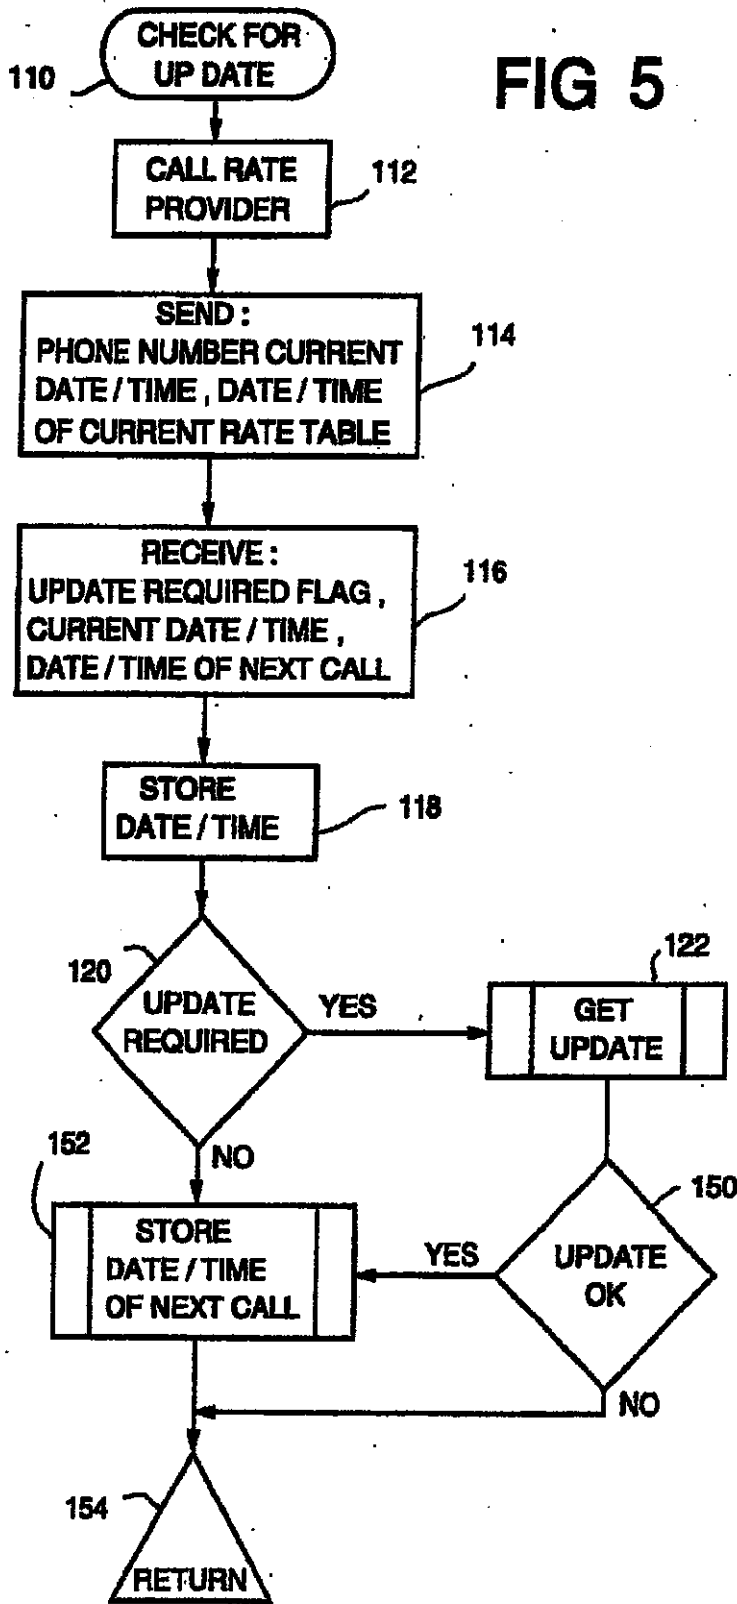 CHECK FOR
UP DATE
110
FIG 5
CALL RATE
PROVIDER
112
SEND :
PHONE NUMBER CURRENT
DATE / TIME , DATE / TIME
OF CURRENT RATE TABLE
114
RECEIVE :
UPDATE REQUIRED FLAG ,
CURRENT DATE / TIME ,
DATE / TIME OF NEXT CALL
116
STORE
DATE / TIME
118
120
UPDATE
REQUIRED
YES
122
GET
UPDATE
NO
152
STORE
DATE / TIME
OF NEXT CALL
YES
150
UPDATE
OK
NO
154
RETURN